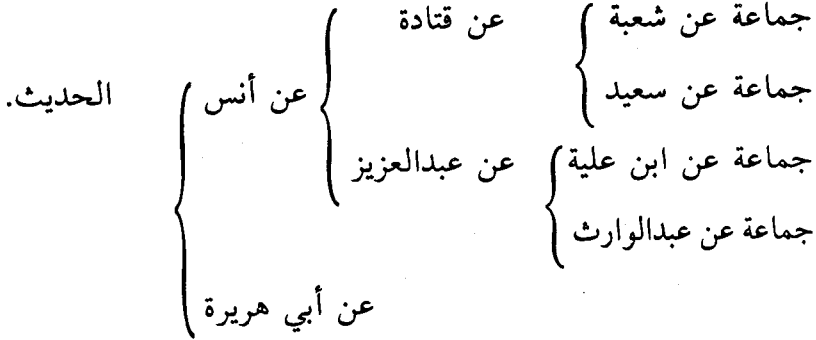 جماعة عن شعبة
عن قتادة
جماعة عن سعيد
عن أنس
الحديث.
جماعة عن ابن علية
عن عبدالعزيز
جماعة عن عبدالوارث
عن أبي هريرة